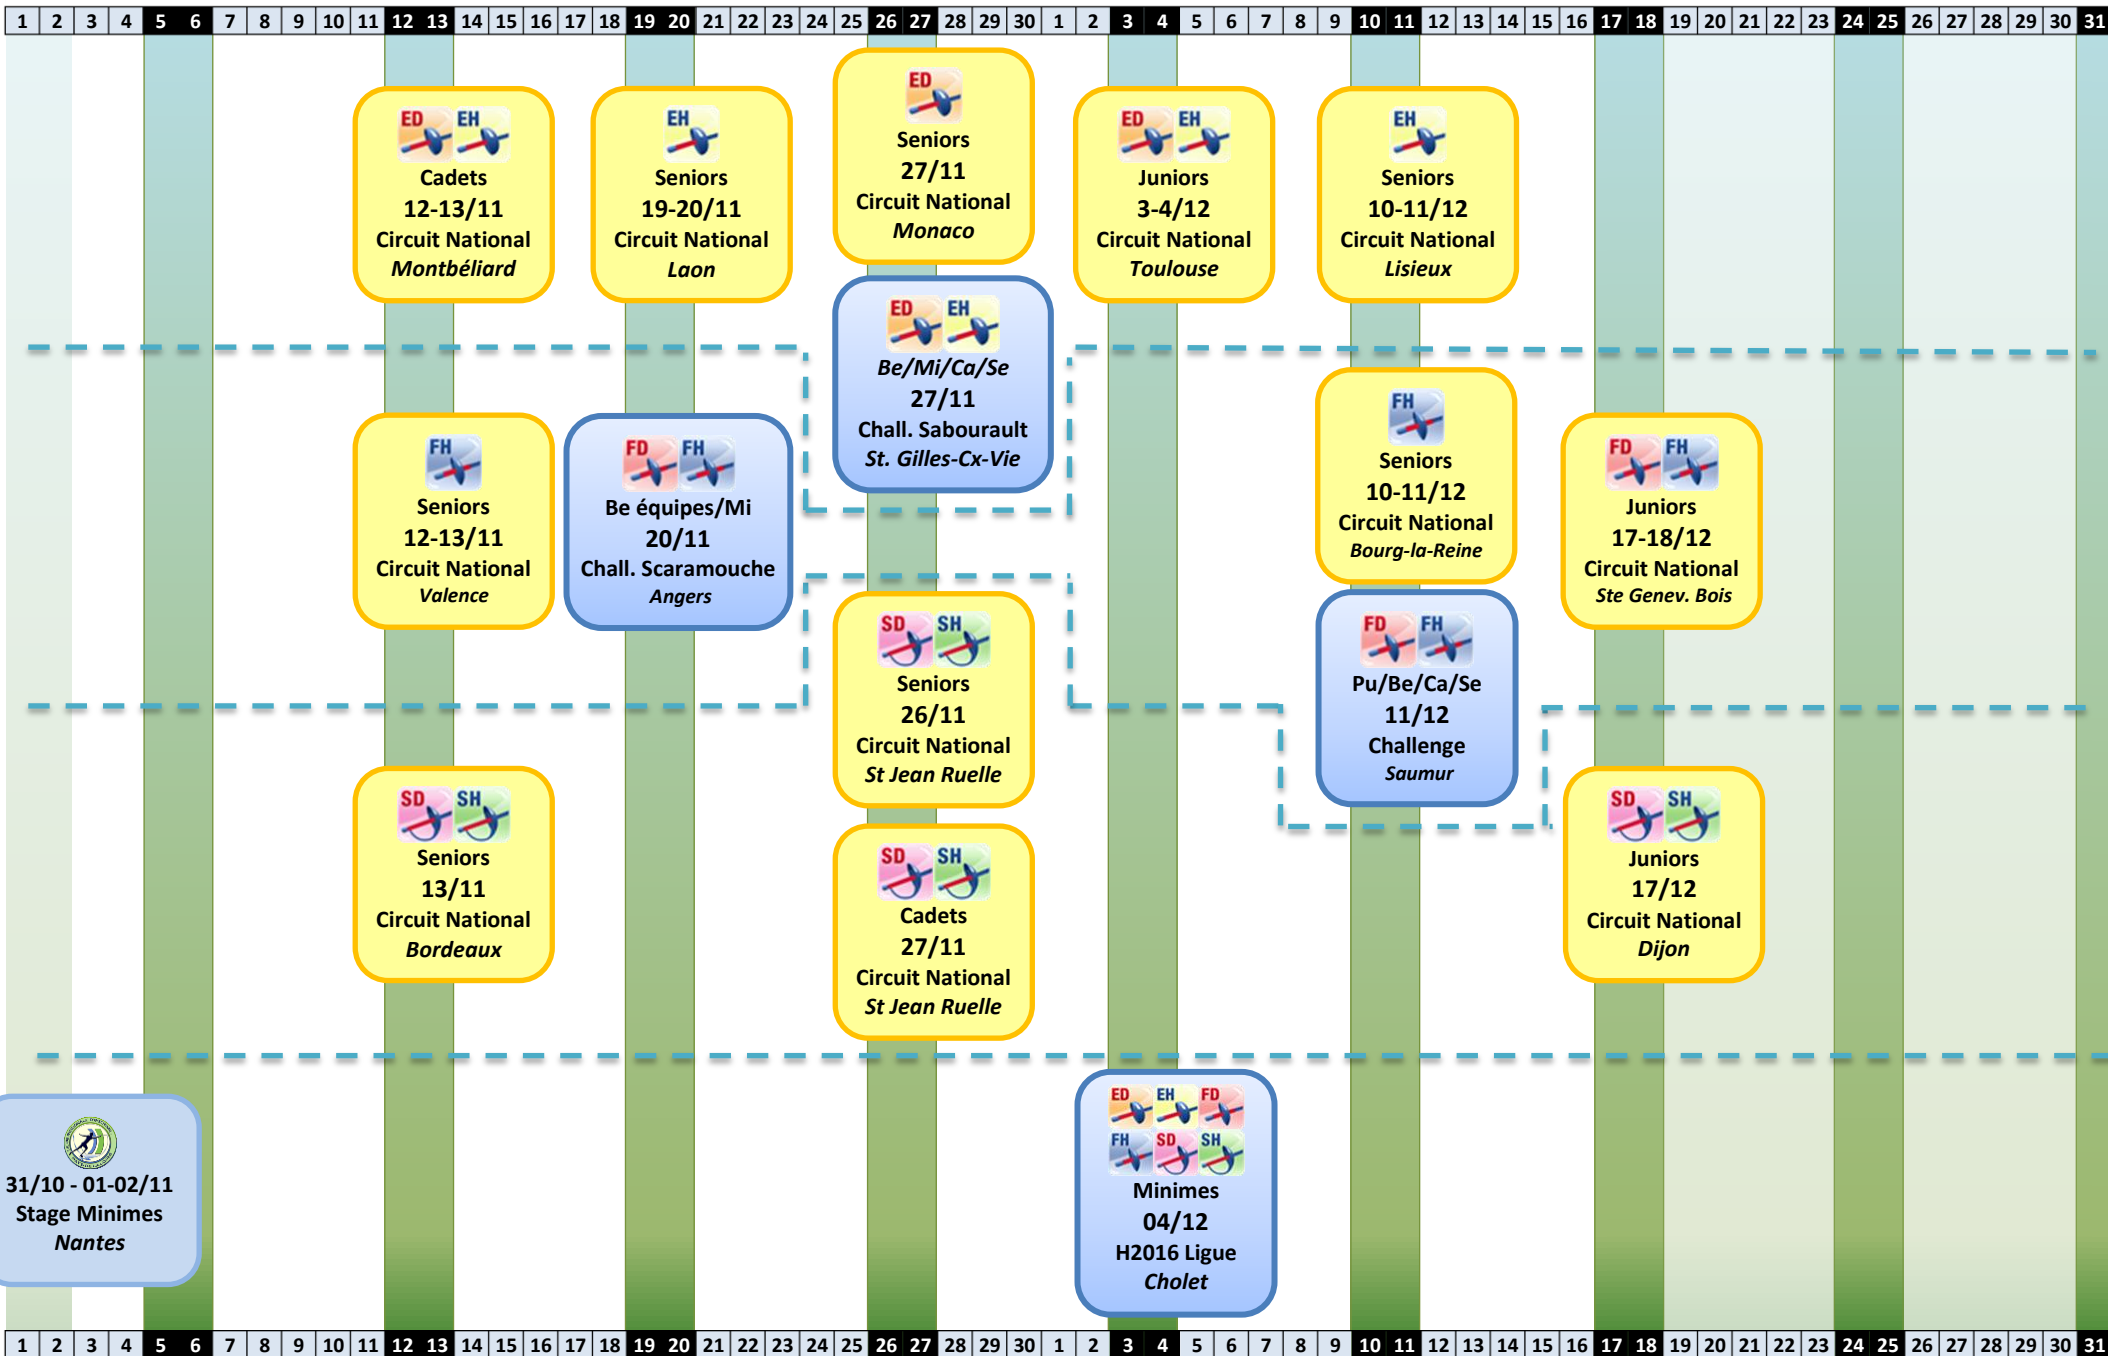 1 2 3 4 5 6 7 8 9 10 11 12 13 14 15 16 17 18 19 20 21 22 23 24 25 26 27 28 29 30 1 2 3 4 5 6 7 8 9 10 11 12 13 14 15 16 17 18 19 20 21 22 23 24 25 26 27 28 29 30 31
ED EH
Cadets
12-13/11
Circuit National
Montbéliard
EH
Seniors
19-20/11
Circuit National
Laon
ED
Seniors
27/11
Circuit National
Monaco
ED EH
Juniors
3-4/12
Circuit National
Toulouse
EH
Seniors
10-11/12
Circuit National
Lisieux
ED EH
Be/Mi/Ca/Se
27/11
Chall. Sabourault
St. Gilles-Cx-Vie
FH
Seniors
12-13/11
Circuit National
Valence
FD FH
Be équipes/Mi
20/11
Chall. Scaramouche
Angers
FH
Seniors
10-11/12
Circuit National
Bourg-la-Reine
FD FH
Juniors
17-18/12
Circuit National
Ste Genev. Bois
SD SH
Seniors
26/11
Circuit National
St Jean Ruelle
FD FH
Pu/Be/Ca/Se
11/12
Challenge
Saumur
SD SH
Seniors
13/11
Circuit National
Bordeaux
SD SH
Cadets
27/11
Circuit National
St Jean Ruelle
SD SH
Juniors
17/12
Circuit National
Dijon
31/10 - 01-02/11
Stage Minimes
Nantes
ED EH FD
FH SD SH
Minimes
04/12
H2016 Ligue
Cholet
1 2 3 4 5 6 7 8 9 10 11 12 13 14 15 16 17 18 19 20 21 22 23 24 25 26 27 28 29 30 1 2 3 4 5 6 7 8 9 10 11 12 13 14 15 16 17 18 19 20 21 22 23 24 25 26 27 28 29 30 31